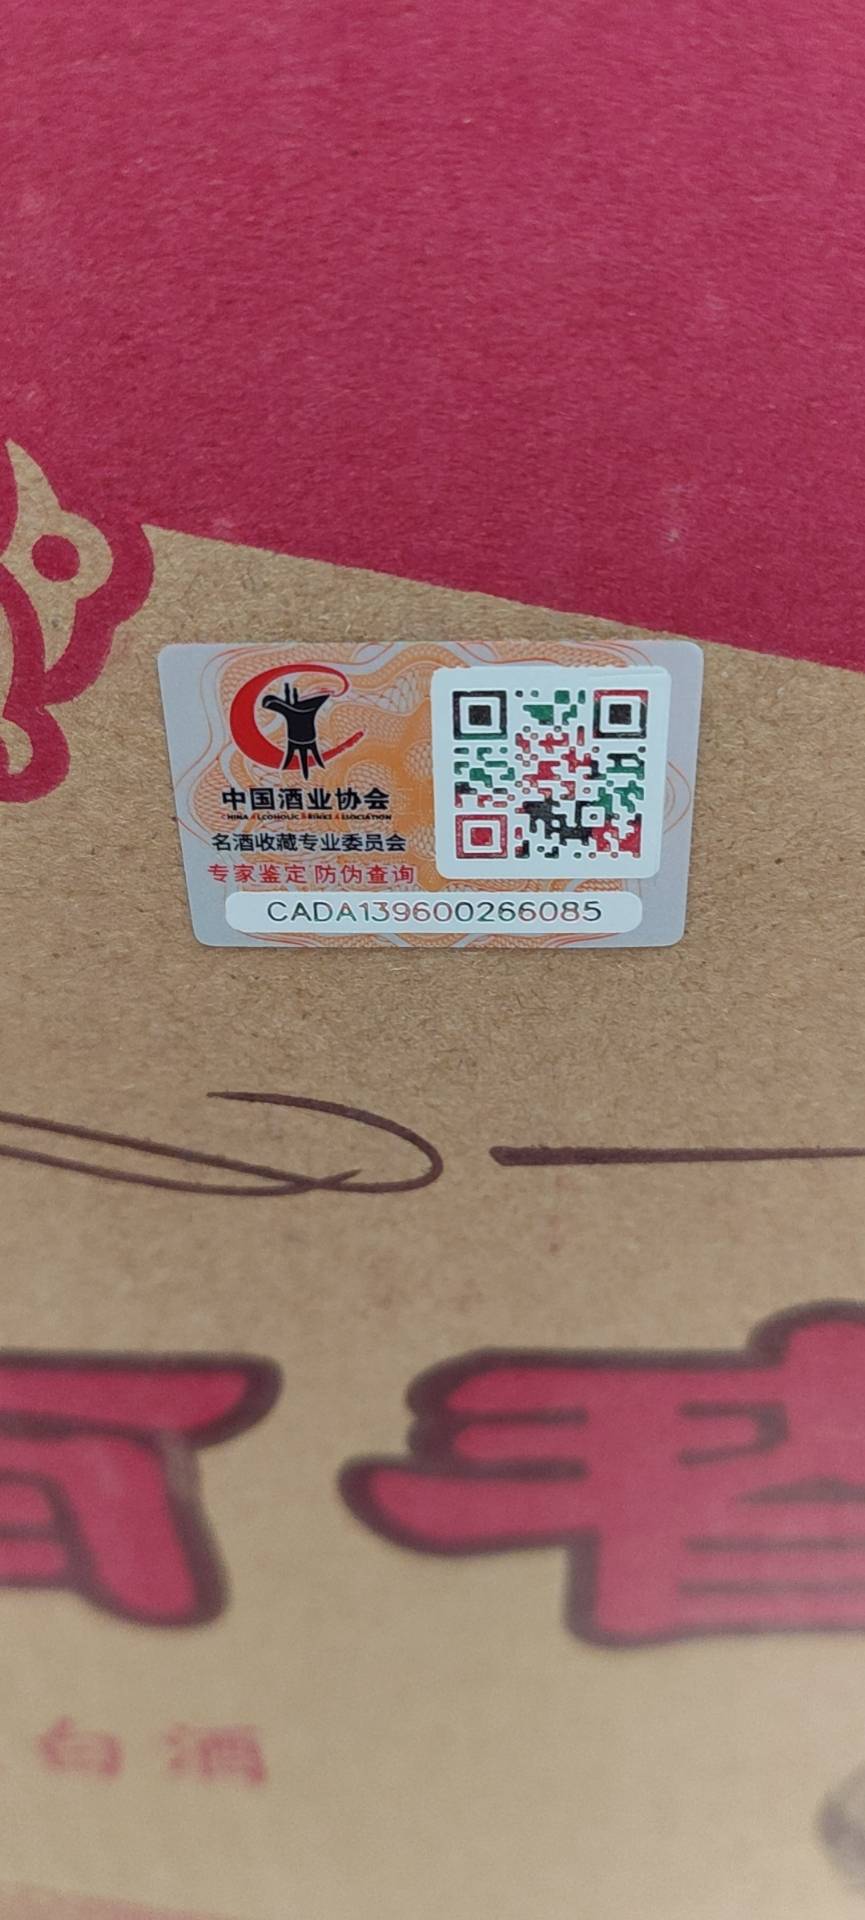 中国酒业协会
CHINA ALCOHOLIC DRINKS ASSOCIATION
名酒收藏专业委员会
专家鉴定 防伪查询
CADA139600266085
白酒